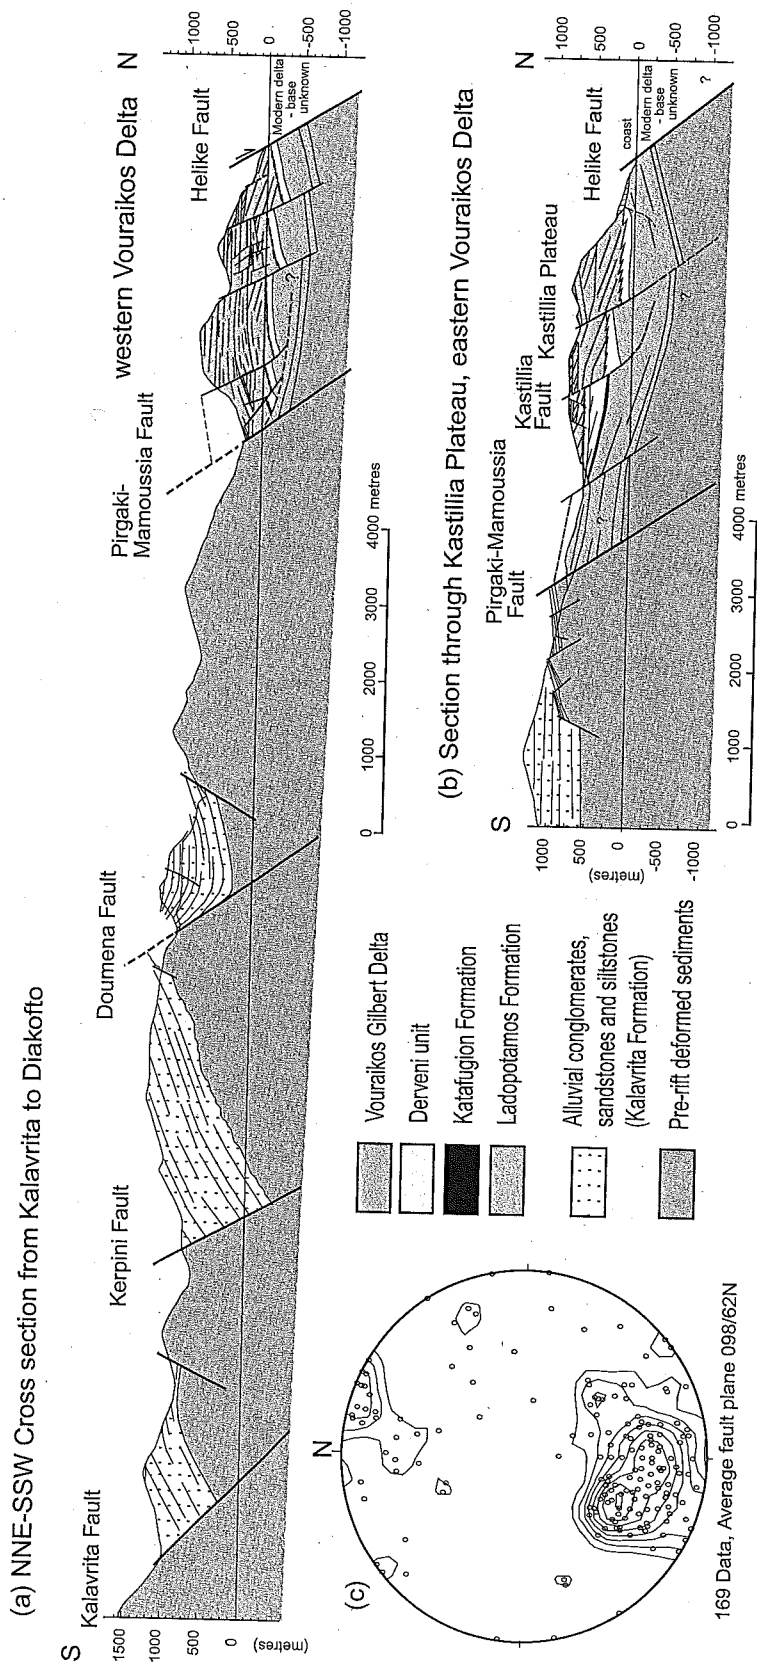 (a) NNE-SSW Cross section from Kalavrita to Diakofto
S
Kalavrita Fault
Kerpini Fault
Doumena Fault
Pirgaki-
Mamoussia Fault
western Vouraikos Delta
Helike Fault
N
1500
1000
500
0
(metres)
1000
500
0
-500
-1000
Modern delta
- base
unknown
?
0
1000
2000
3000
4000 metres
(b) Section through Kastillia Plateau, eastern Vouraikos Delta
S
Pirgaki-Mamoussia
Fault
Kastillia
Fault
Kastillia Plateau
Helike Fault
N
coast
Modern delta
- base
unknown
?
?
?
1000
500
0
-500
-1000
(metres)
1000
500
0
-500
-1000
0
1000
2000
3000
4000 metres
(c)
N
169 Data, Average fault plane 098/62N
Vouraikos Gilbert Delta
Derveni unit
Katafugion Formation
Ladopotamos Formation
Alluvial conglomerates,
sandstones and siltstones
(Kalavrita Formation)
Pre-rift deformed sediments